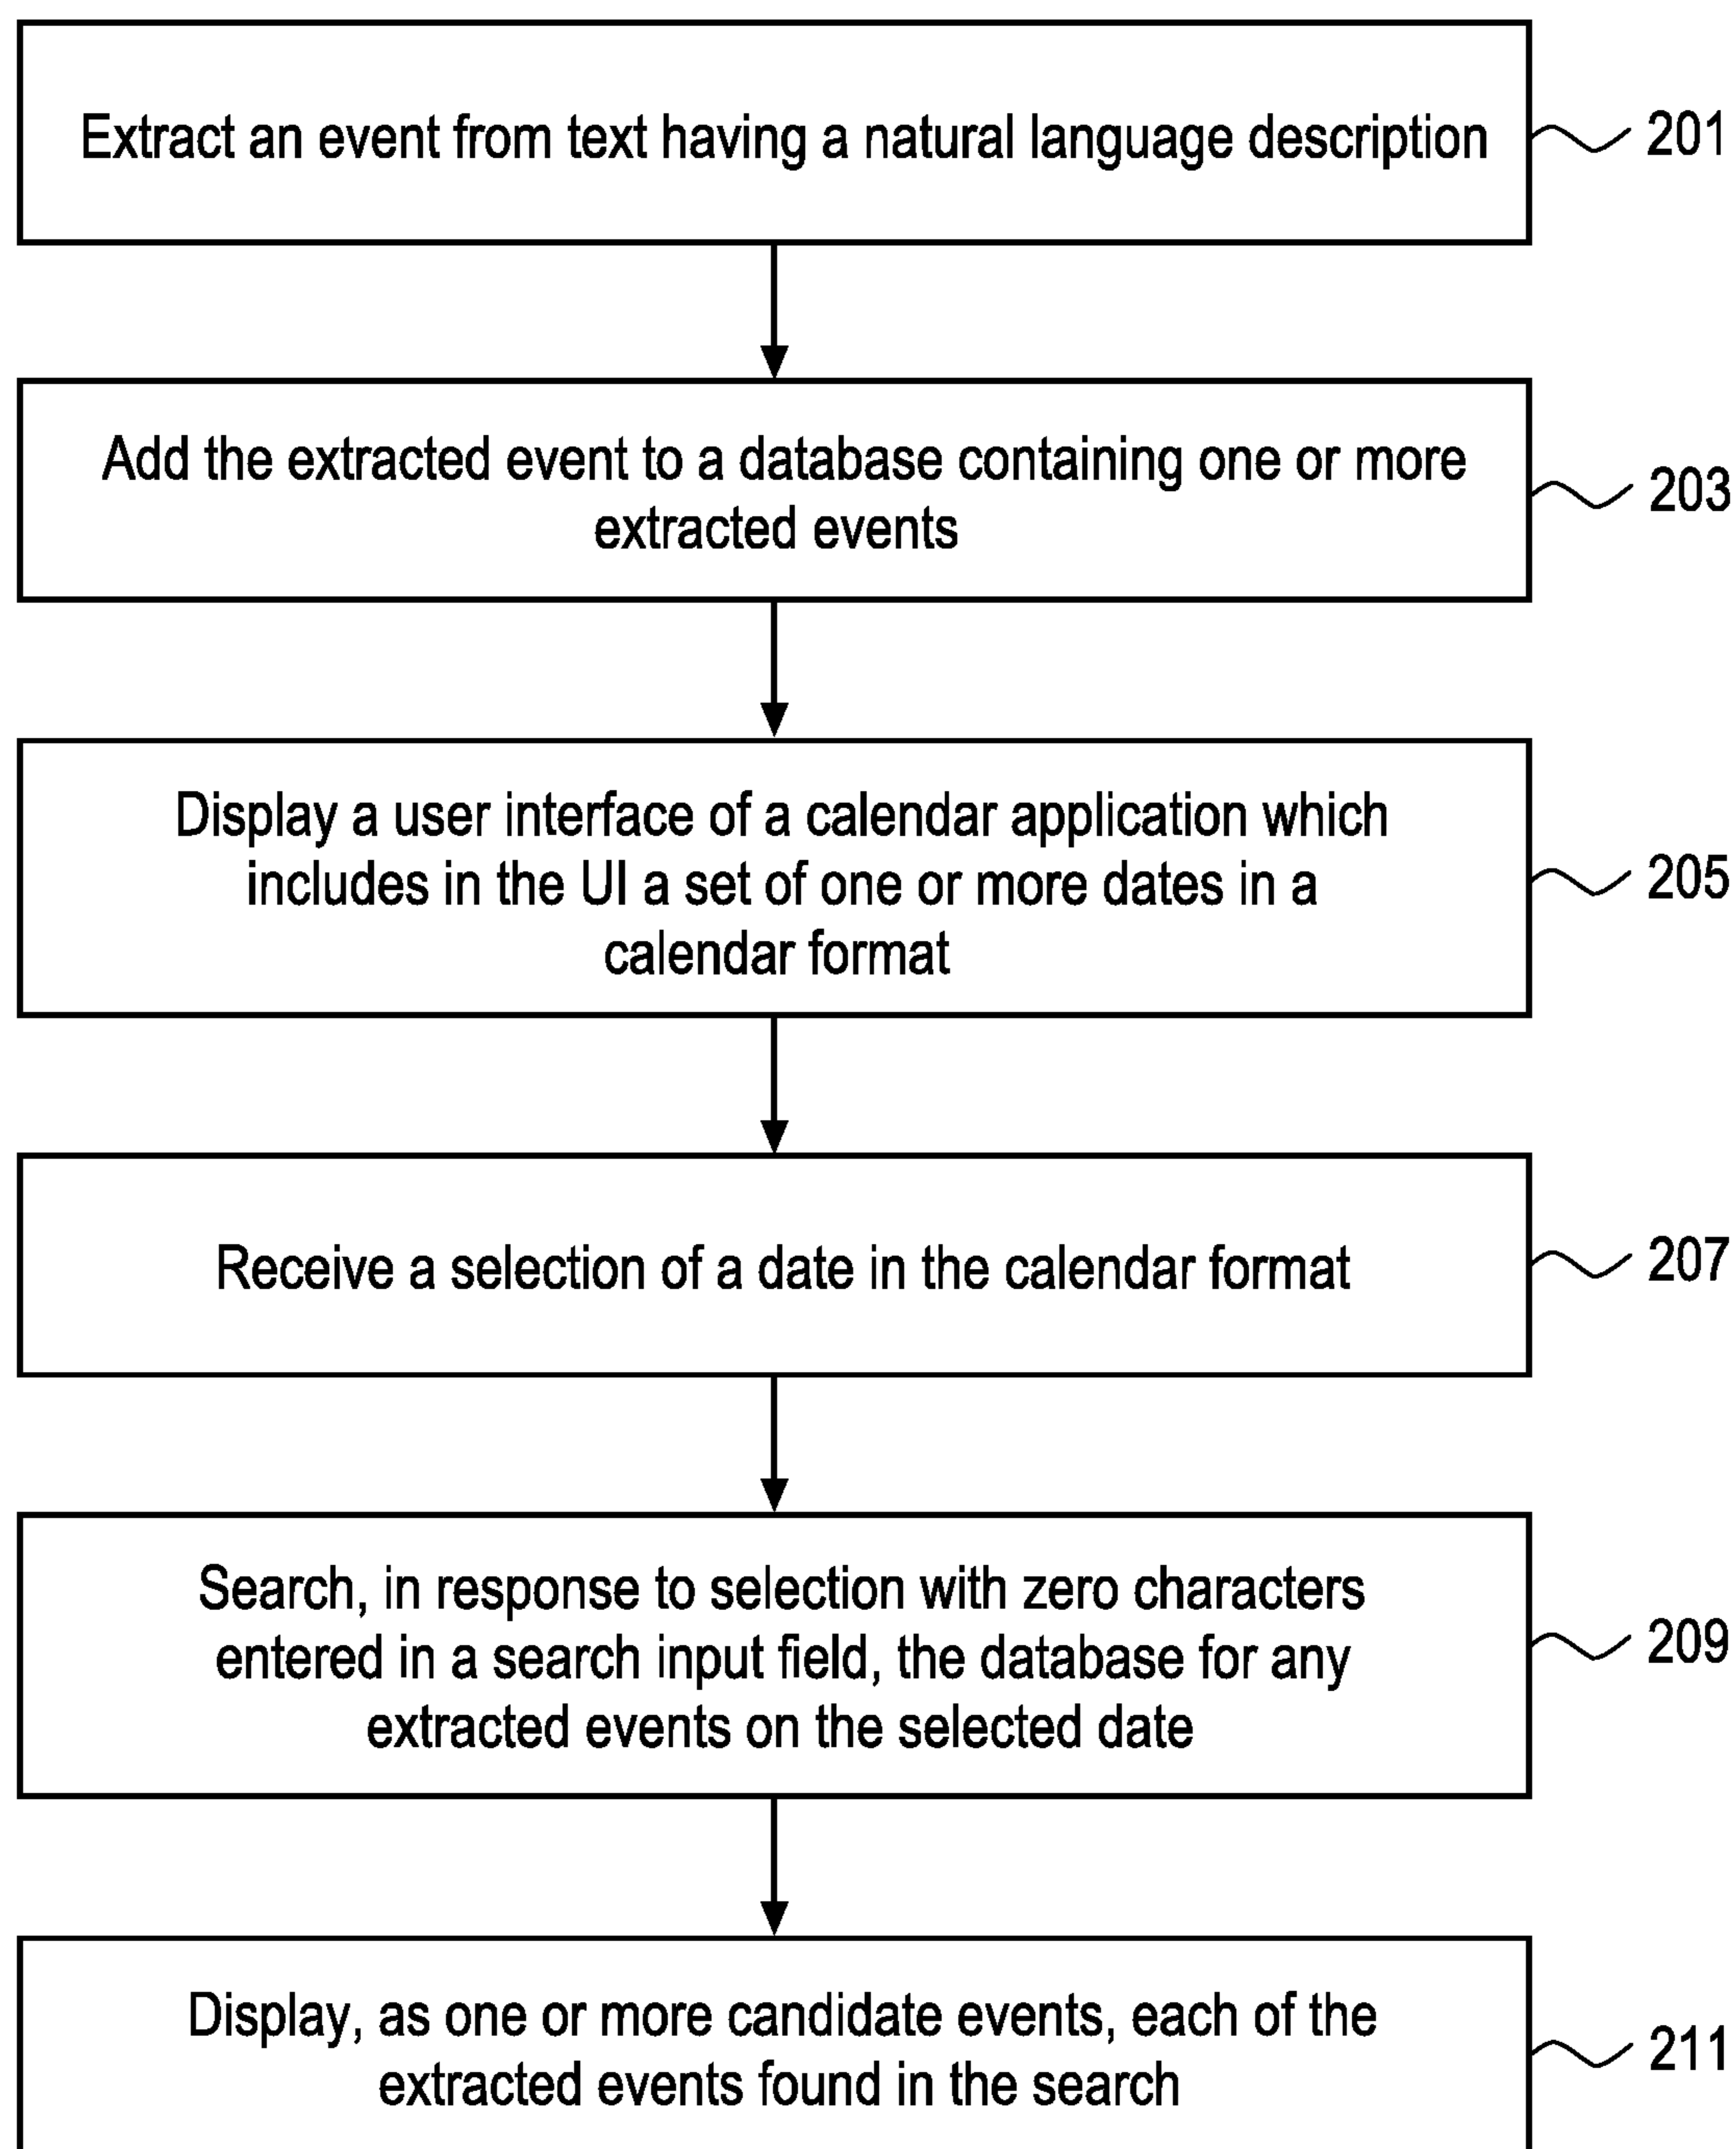 Extract an event from text having a natural language description
201
Add the extracted event to a database containing one or more
extracted events
203
Display a user interface of a calendar application which
includes in the UI a set of one or more dates in a
calendar format
205
Receive a selection of a date in the calendar format
207
Search, in response to selection with zero characters
entered in a search input field, the database for any
extracted events on the selected date
209
Display, as one or more candidate events, each of the
extracted events found in the search
211